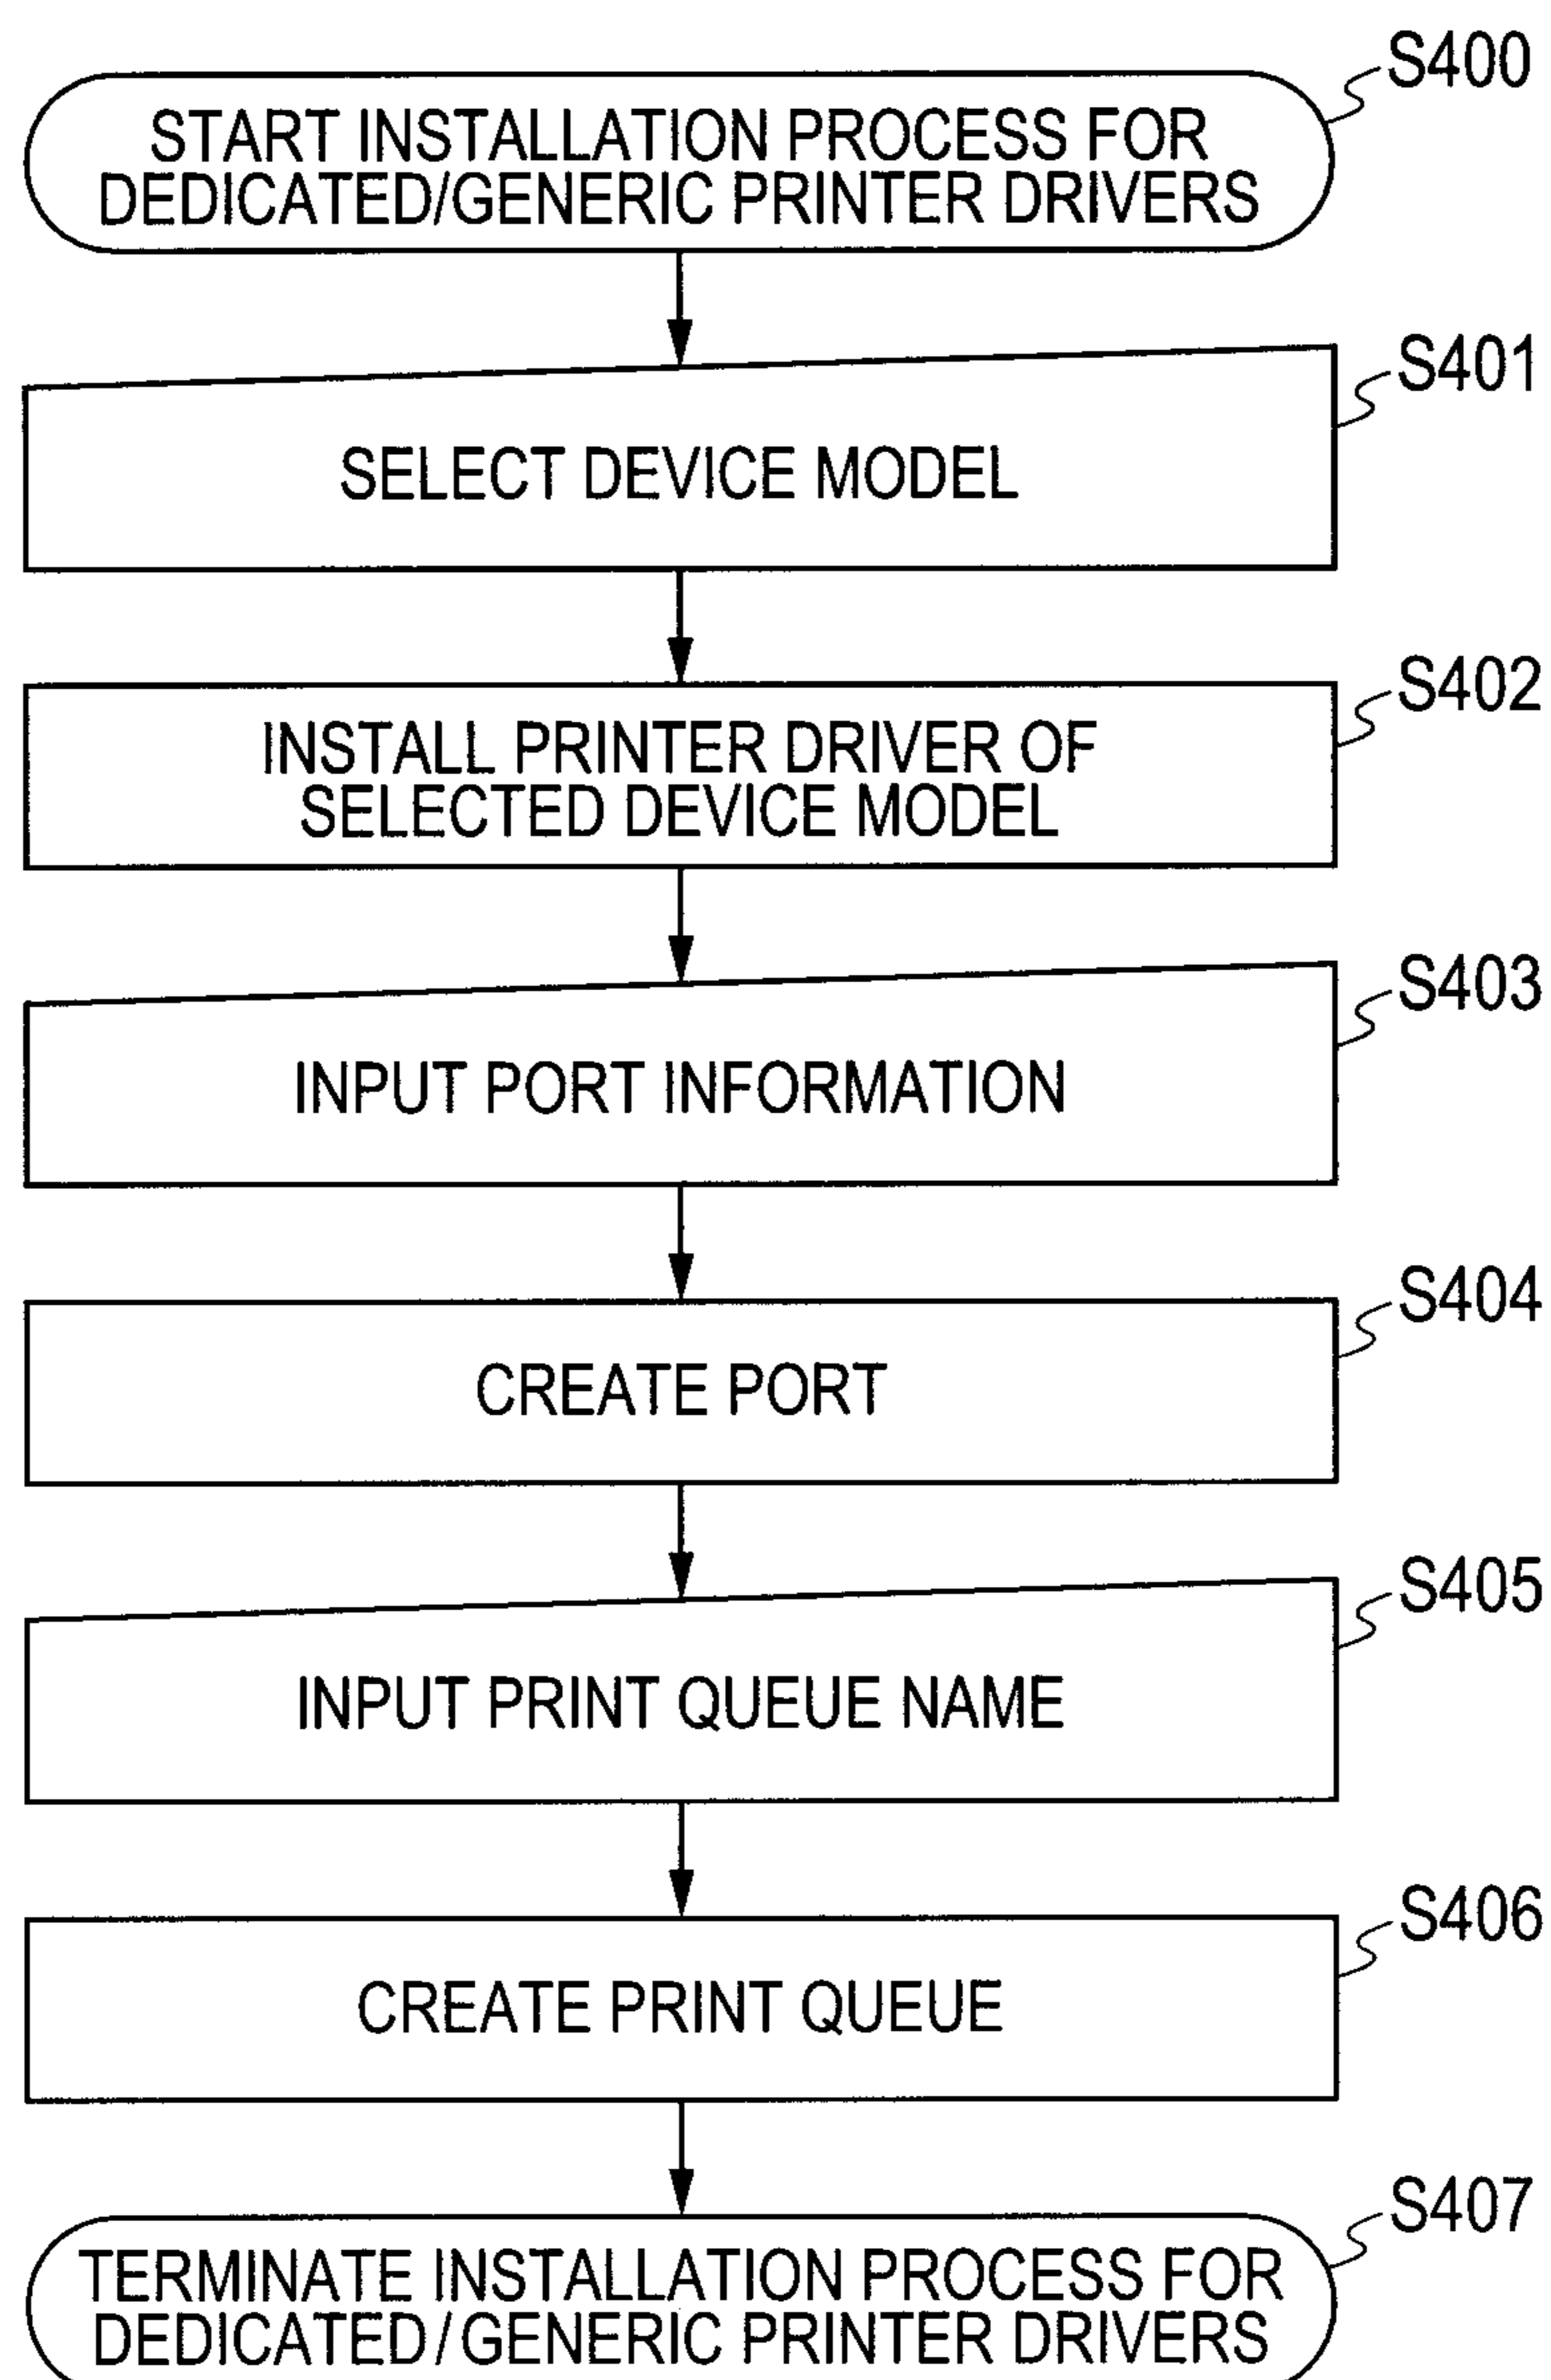 S400
START INSTALLATION PROCESS FOR
DEDICATED/GENERIC PRINTER DRIVERS
S401
SELECT DEVICE MODEL
S402
INSTALL PRINTER DRIVER OF
SELECTED DEVICE MODEL
S403
INPUT PORT INFORMATION
S404
CREATE PORT
S405
INPUT PRINT QUEUE NAME
S406
CREATE PRINT QUEUE
S407
TERMINATE INSTALLATION PROCESS FOR
DEDICATED/GENERIC PRINTER DRIVERS